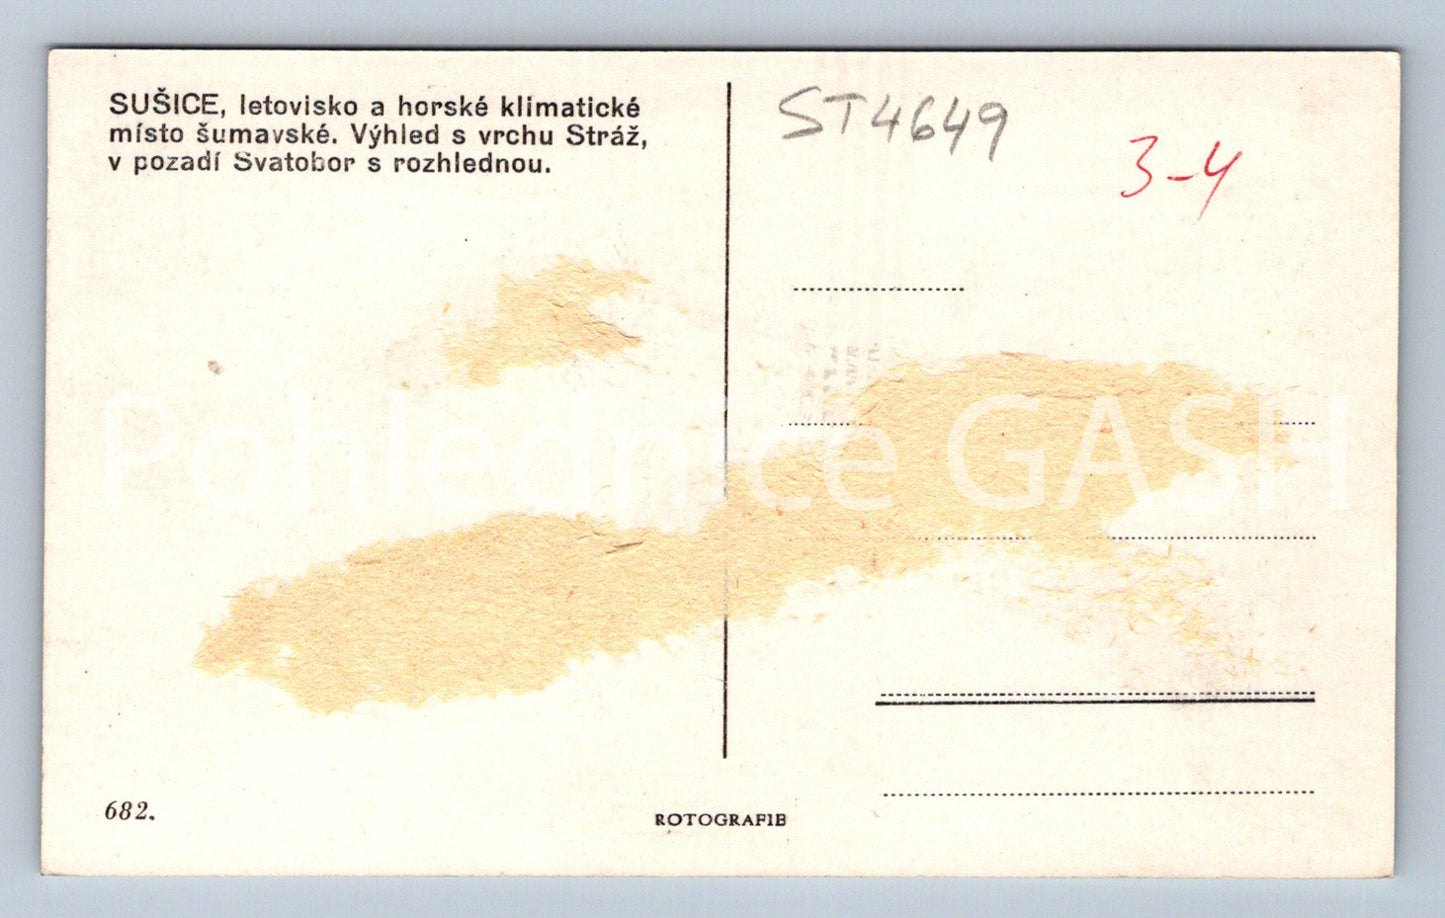 SUŠICE, letovisko a horské klimatické
místo šumavské. Výhled s vrchu Stráž,
v pozadí Svatobor s rozhlednou.
ST4649
3-4
Pohlednice GASH
682.
ROTOGRAFIE